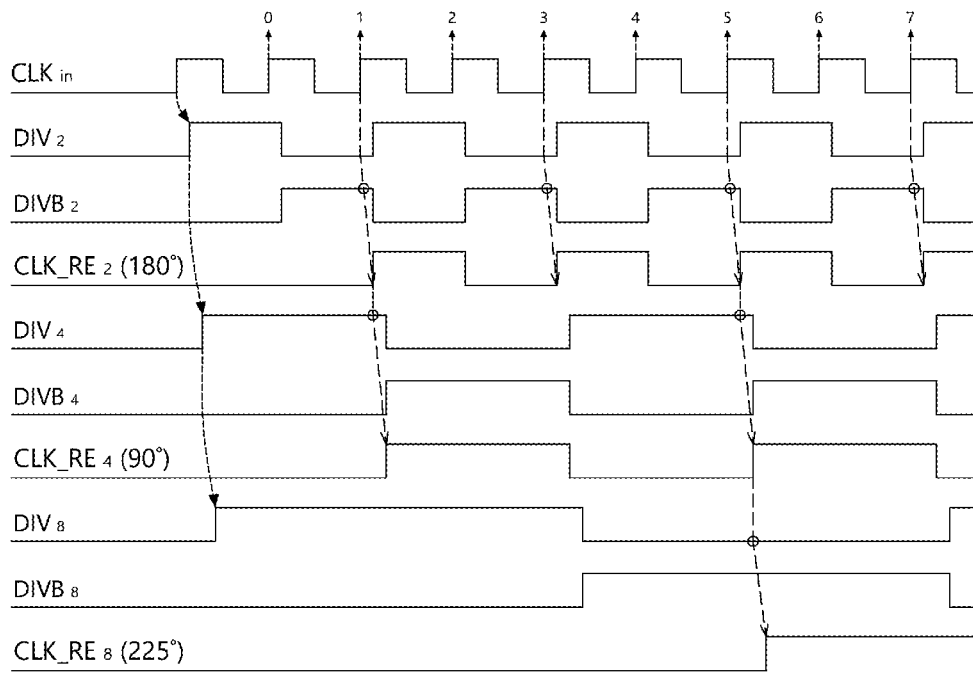 0 1 2 3 4 5 6 7
CLK in
DIV 2
DIVB 2
CLK_RE 2 (180°)
DIV 4
DIVB 4
CLK_RE 4 (90°)
DIV 8
DIVB 8
CLK_RE 8 (225°)